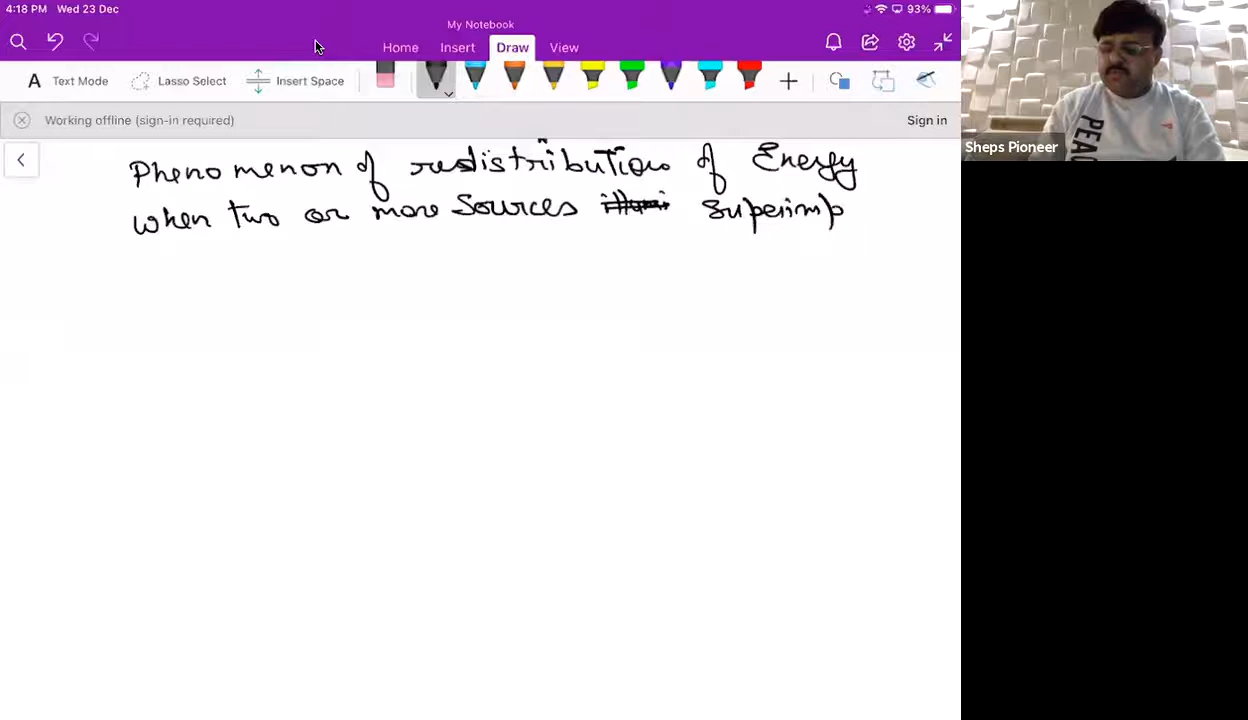 4:18 PM Wed 23 Dec
93%
My Notebook
Home Insert Draw View
Text Mode Lasso Select Insert Space
Working offline (sign-in required)
Sign in
Phenomenon of redistribution of Energy
when two or more Sources Superimp
PEAC
Sheps Pioneer